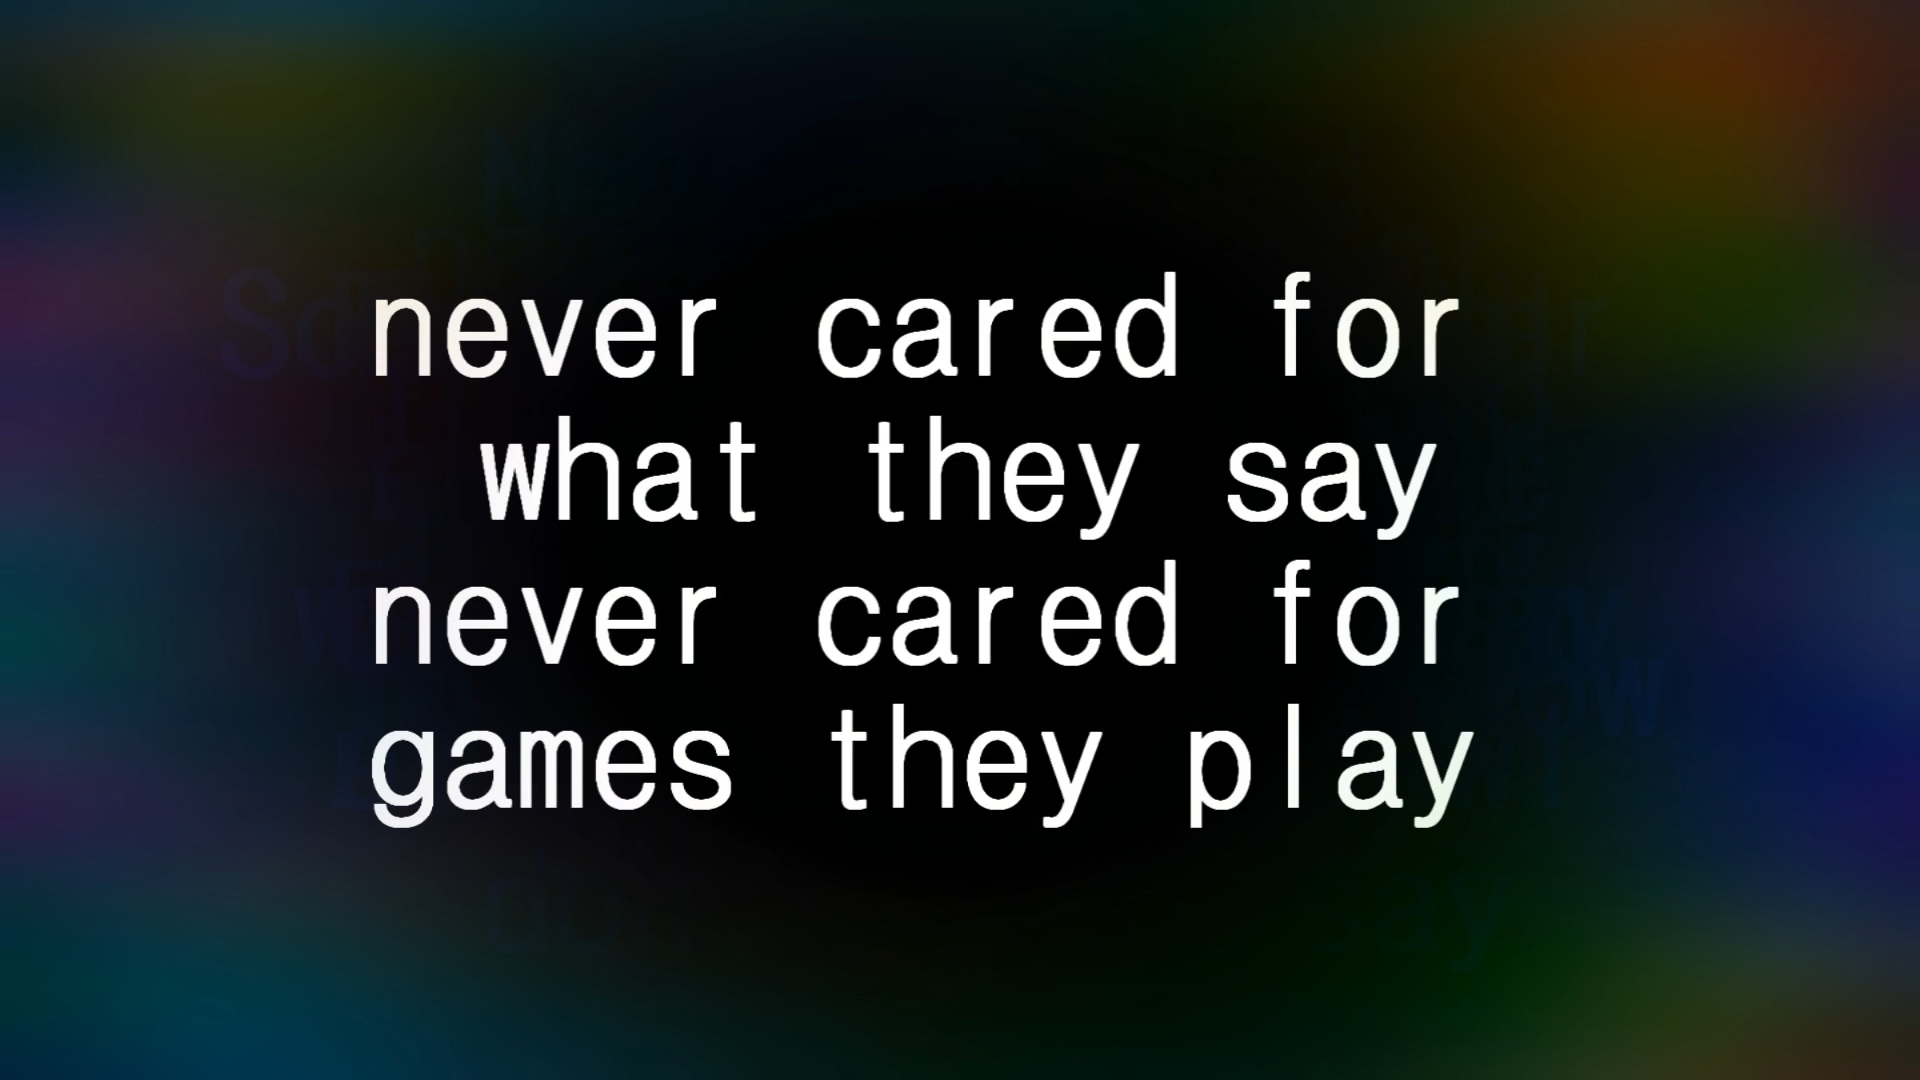 never cared for
what they say
never cared for
games they play